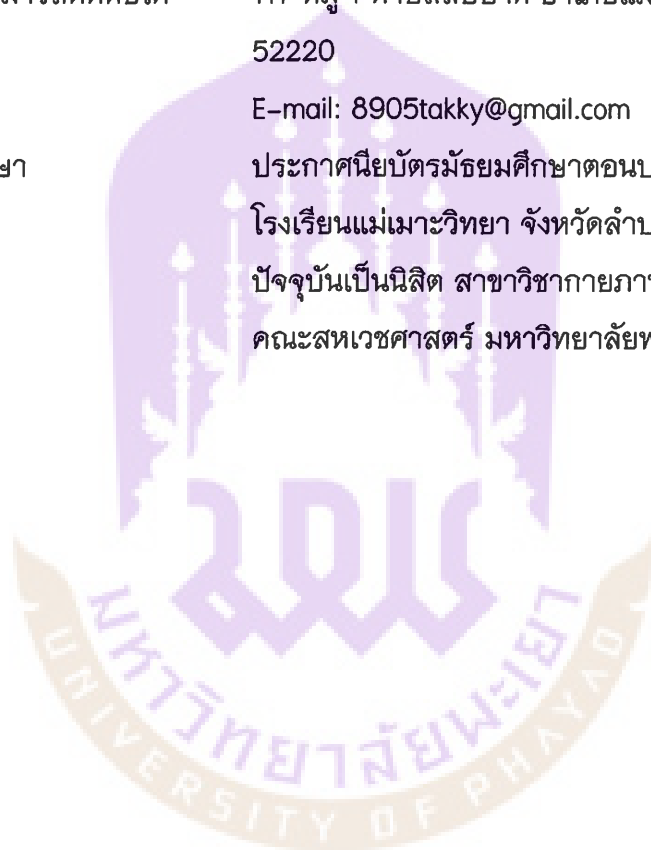 52220
E-mail: 8905takky@gmail.com
ประกาศนียบัตรมัธยมศึกษาตอนป
โรงเรียนแม่เมาะวิทยา จังหวัดลำป
ปัจจุบันเป็นนิสิต สาขาวิชากายภาพ
คณะสหเวชศาสตร์ มหาวิทยาลัยพ
มหาวิทยาลัยพะเยา
UNIVERSITY OF PHAYAO